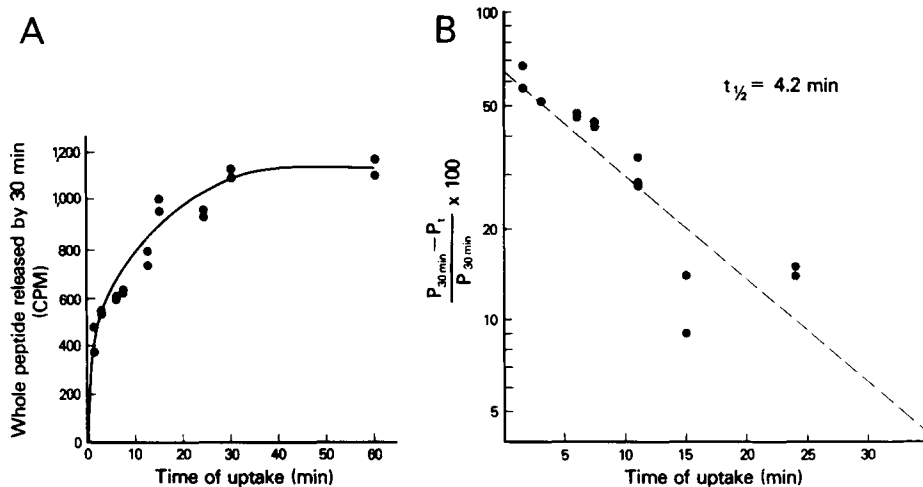 A
Whole peptide released by 30 min
(CPM)
1,200
1,000
800
600
400
200
0
0 10 20 30 40 50 60
Time of uptake (min)
B
t½ = 4.2 min
P30 min − Pt
P 30 min
x 100
100
50
20
10
5
5 10 15 20 25 30
Time of uptake (min)